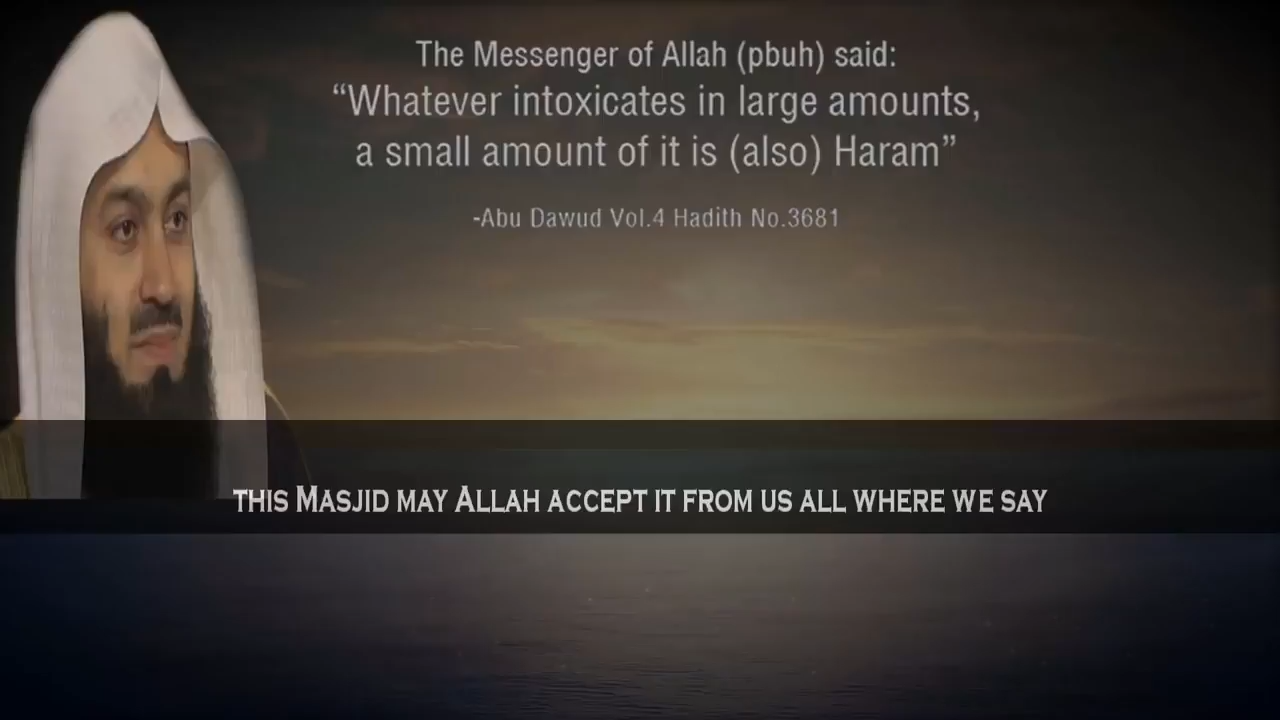 The Messenger of Allah (pbuh) said:
“Whatever intoxicates in large amounts,
a small amount of it is (also) Haram”
-Abu Dawud Vol.4 Hadith No.3681
THIS MASJID MAY ALLAH ACCEPT IT FROM US ALL WHERE WE SAY